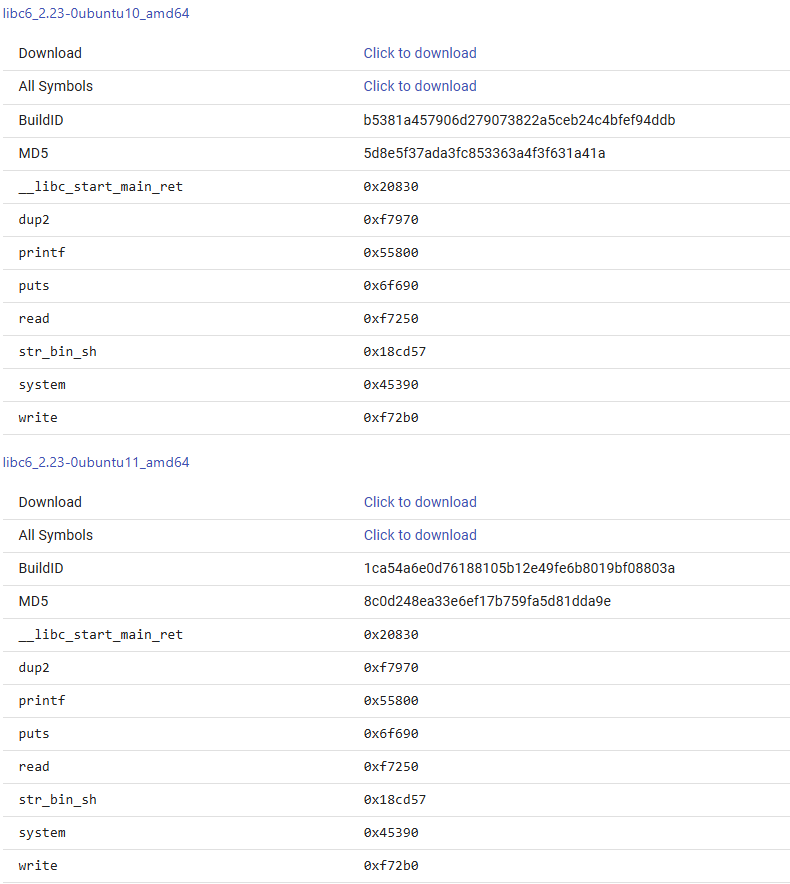 libc6_2.23-0ubuntu10_amd64
Download Click to download
All Symbols Click to download
BuildID b5381a457906d279073822a5ceb24c4bfef94ddb
MD5 5d8e5f37ada3fc853363a4f3f631a41a
__libc_start_main_ret 0x20830
dup2 0xf7970
printf 0x55800
puts 0x6f690
read 0xf7250
str_bin_sh 0x18cd57
system 0x45390
write 0xf72b0
libc6_2.23-0ubuntu11_amd64
Download Click to download
All Symbols Click to download
BuildID 1ca54a6e0d76188105b12e49fe6b8019bf08803a
MD5 8c0d248ea33e6ef17b759fa5d81dda9e
__libc_start_main_ret 0x20830
dup2 0xf7970
printf 0x55800
puts 0x6f690
read 0xf7250
str_bin_sh 0x18cd57
system 0x45390
write 0xf72b0